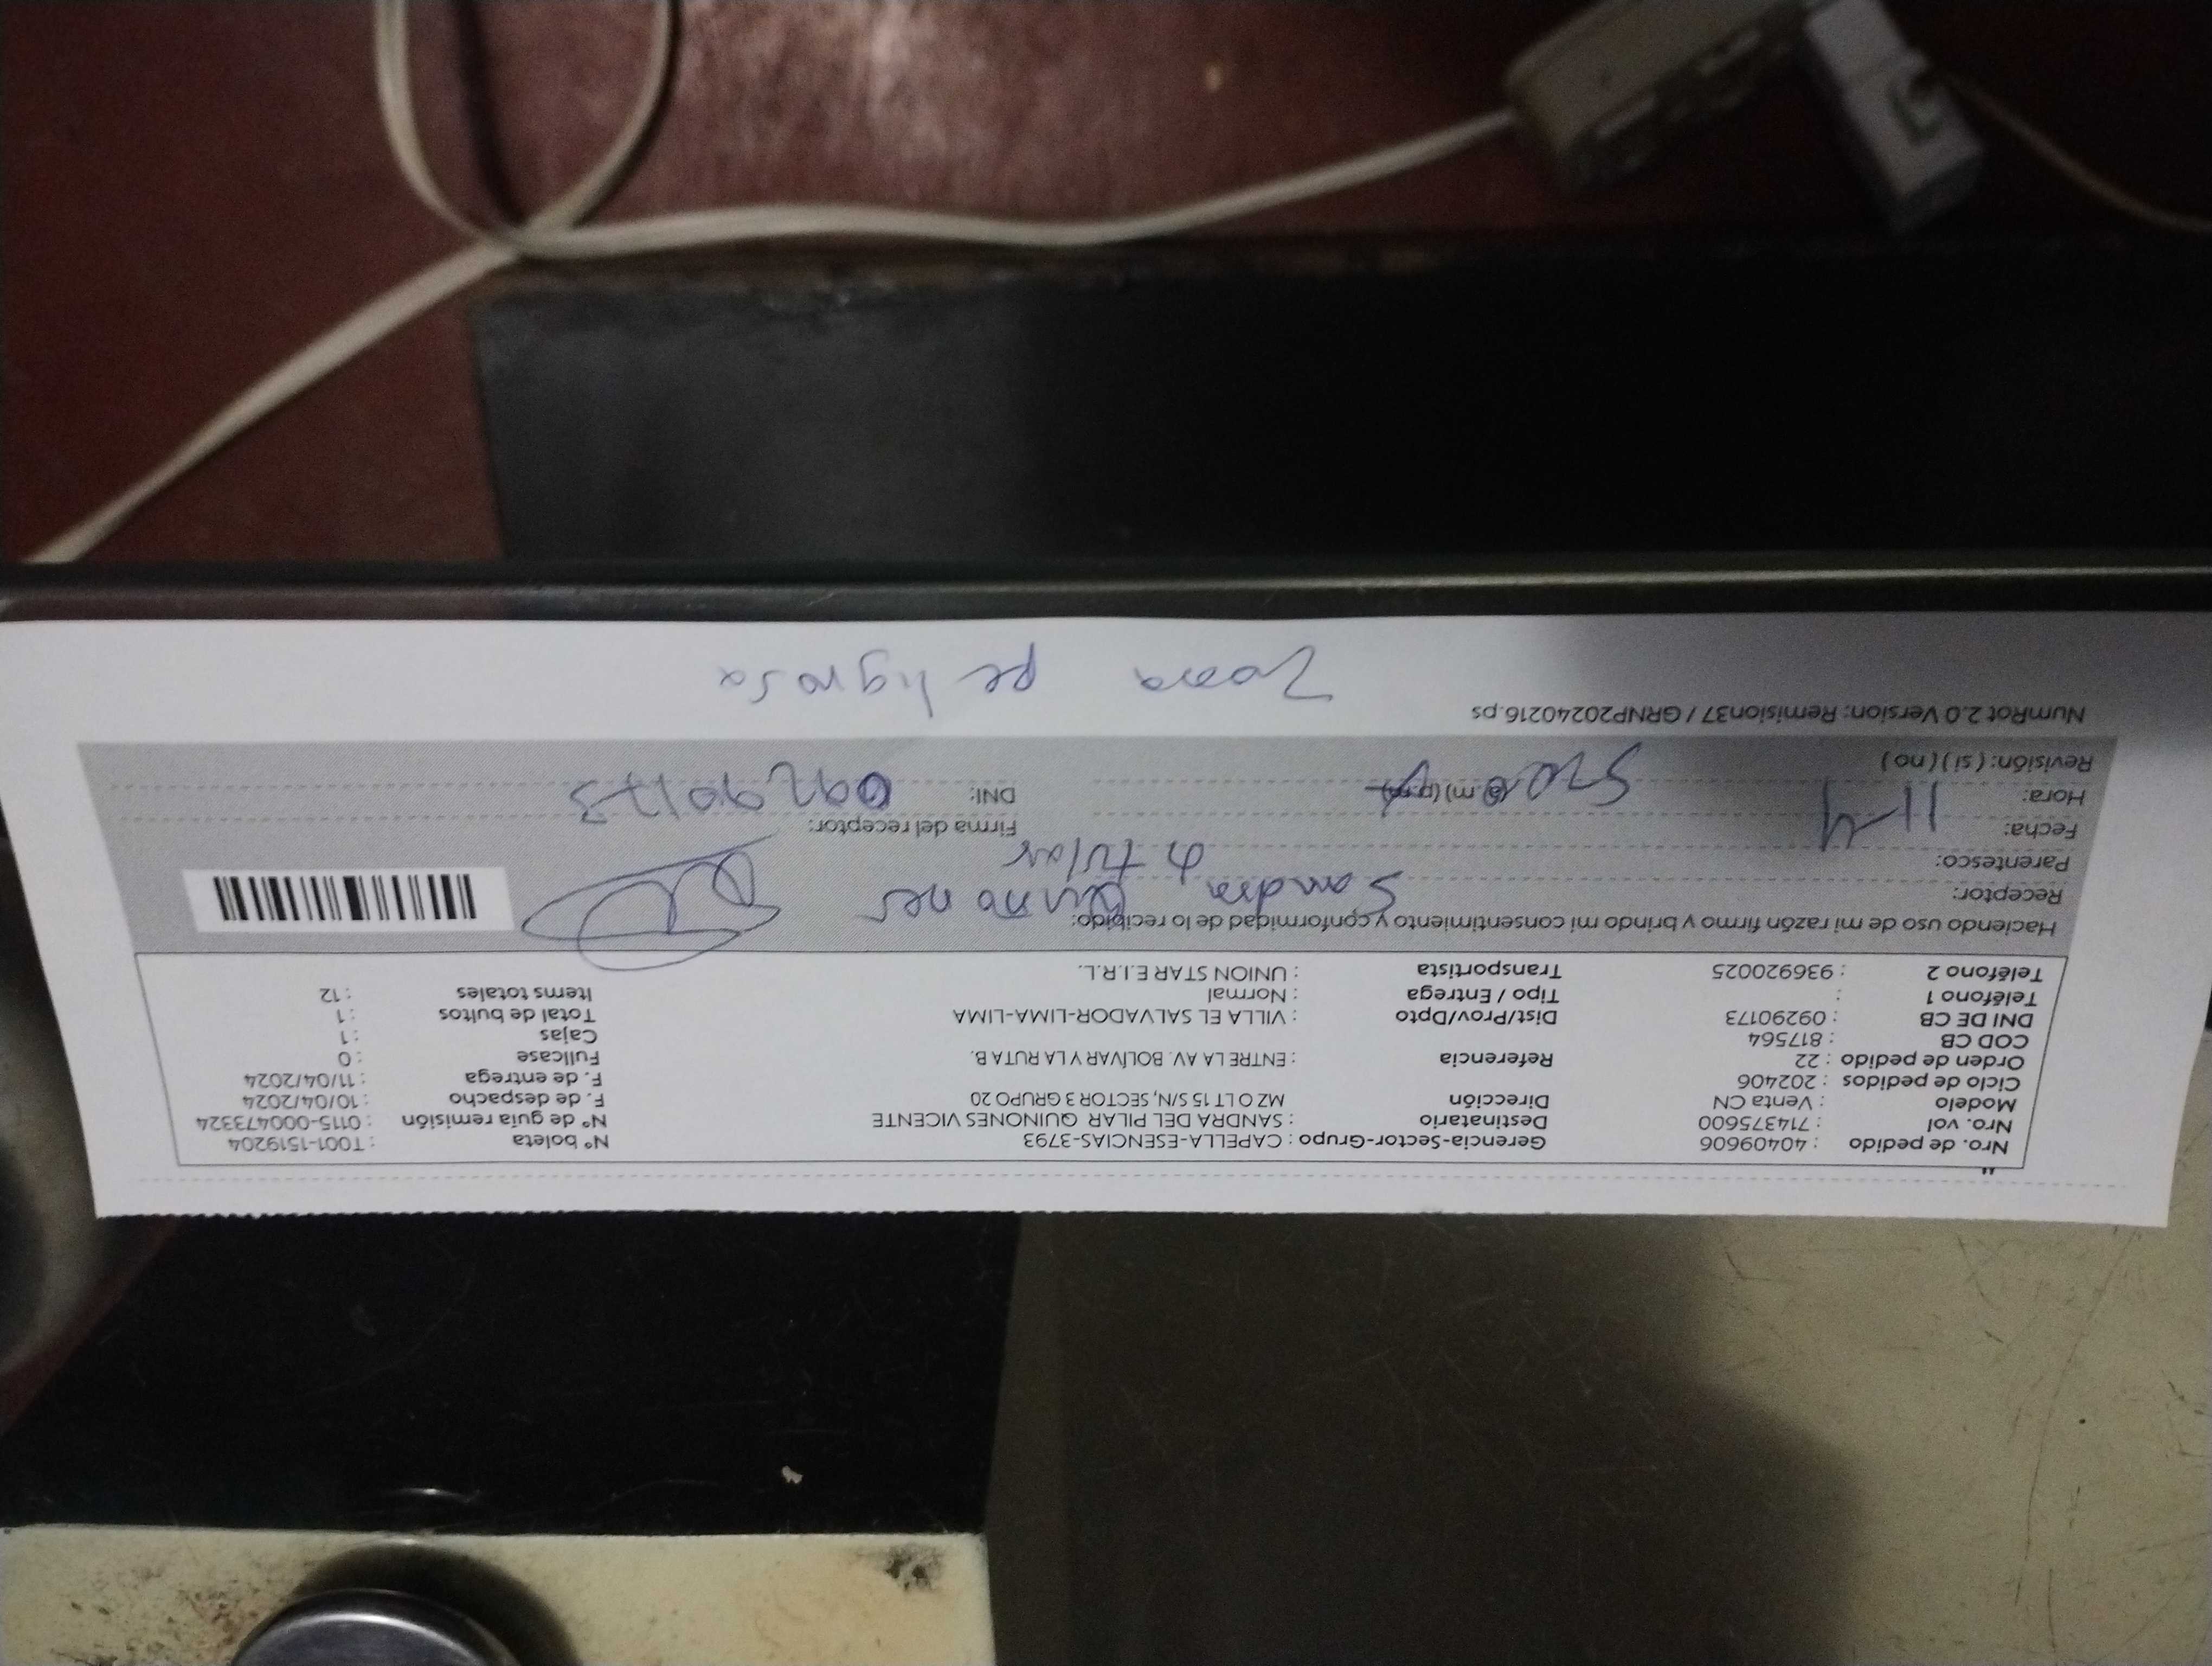 Nro. de pedido : 40409606 Gerencia-Sector-Grupo : CAPELLA-ESENCIAS-3793 N° boleta : T001-1519204
Nro. vol : 714375600 Destinatario : SANDRA DEL PILAR QUINONES VICENTE N° de guía remisión : 0115-000473324
Modelo : Venta CN Dirección MZ O LT 15 S/N, SECTOR 3 GRUPO 20 F. de despacho : 10/04/2024
Ciclo de pedidos : 202406 F. de entrega : 11/04/2024
Orden de pedido : 22 Referencia : ENTRE LA AV. BOLÍVAR Y LA RUTA B. Fullcase : 0
COD CB : 817564 Cajas : 1
DNI DE CB : 09290173 Dist/Prov/Dpto : VILLA EL SALVADOR-LIMA-LIMA Total de bultos : 1
Teléfono 1 : Tipo / Entrega : Normal Items totales : 12
Teléfono 2 : 936920025 Transportista : UNION STAR E.I.R.L.
Haciendo uso de mi razón firmo y brindo mi consentimiento y conformidad de lo recibido:
Receptor: Sandra Quinones
Parentesco: titular
Fecha: 11-4 Firma del receptor:
Hora: (a.m) (p.m) DNI: 09290173
Revisión: ( si ) ( no )
NumRot 2.0 Version: Remision37 / GRNP20240216.ps
Zona peligrosa